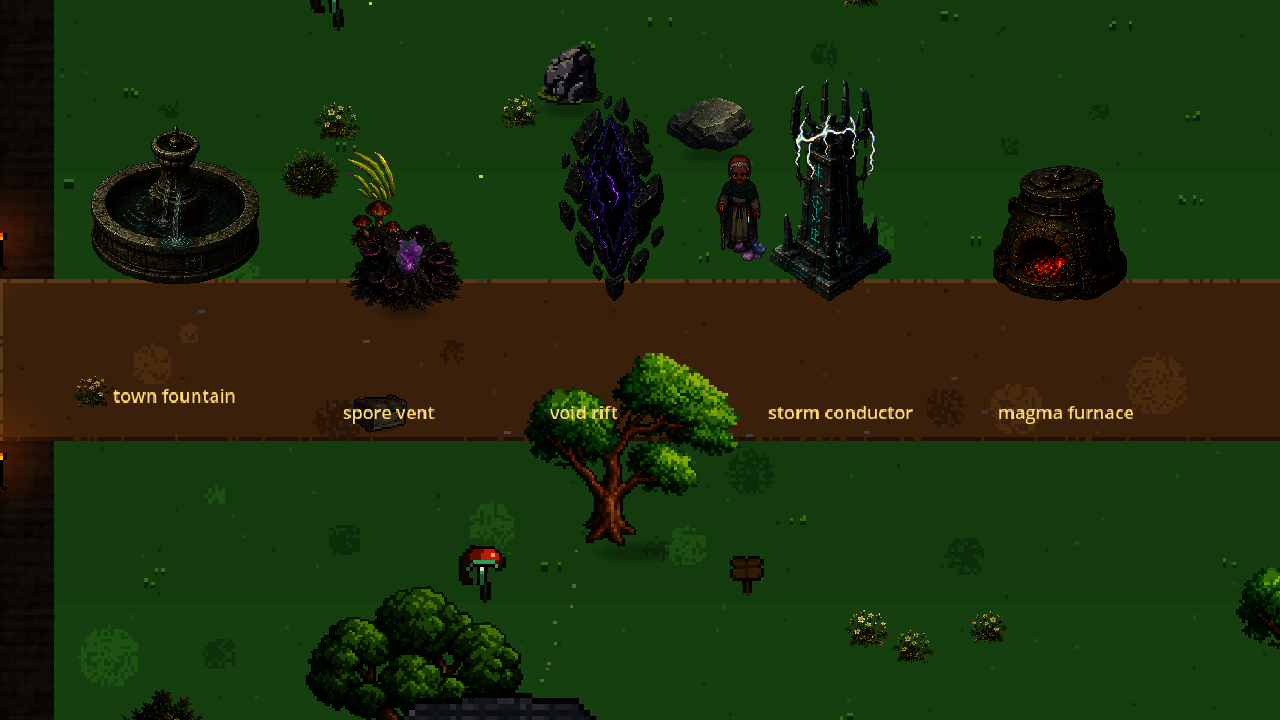 town fountain
spore vent
void rift
storm conductor
magma furnace